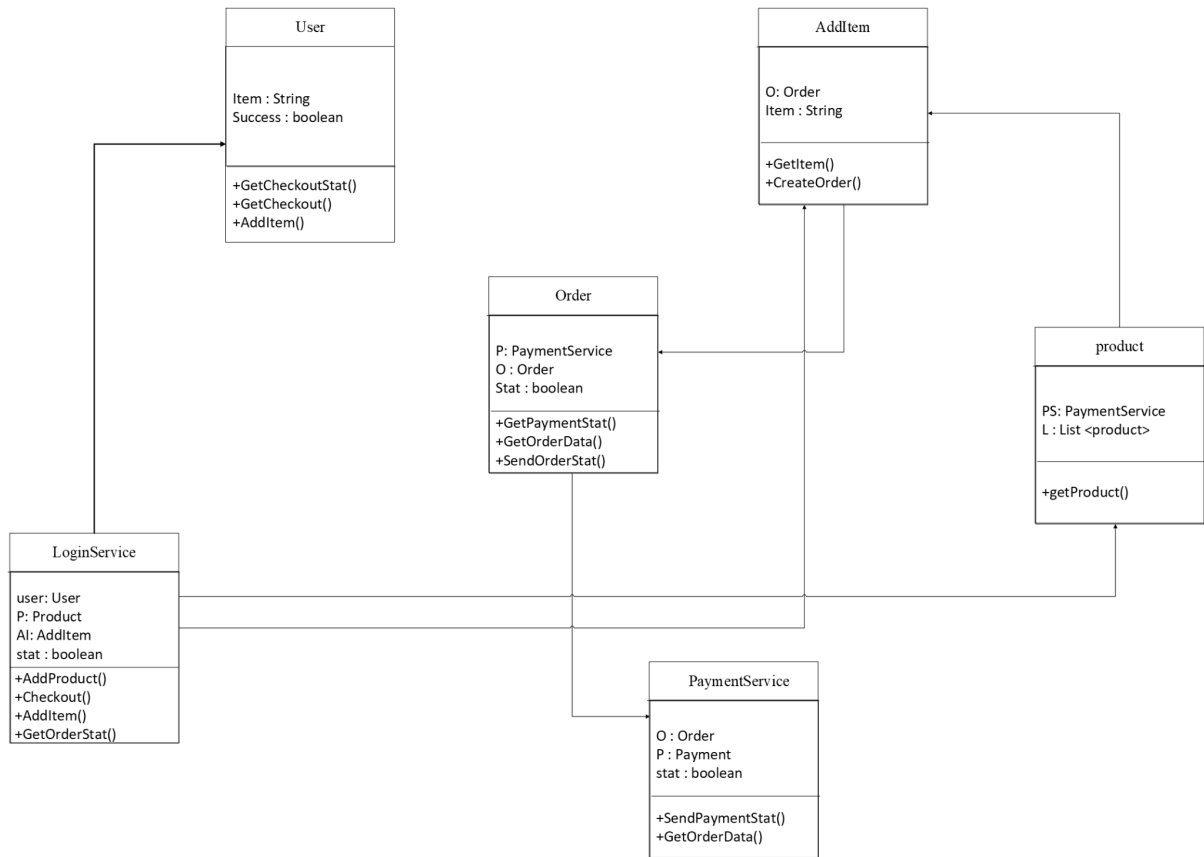 User
Item : String
Success : boolean
+GetCheckoutStat()
+GetCheckout()
+AddItem()
AddItem
O: Order
Item : String
+GetItem()
+CreateOrder()
Order
P: PaymentService
O : Order
Stat : boolean
+GetPaymentStat()
+GetOrderData()
+SendOrderStat()
product
PS: PaymentService
L : List <product>
+getProduct()
LoginService
user: User
P: Product
AI: AddItem
stat : boolean
+AddProduct()
+Checkout()
+AddItem()
+GetOrderStat()
PaymentService
O : Order
P : Payment
stat : boolean
+SendPaymentStat()
+GetOrderData()